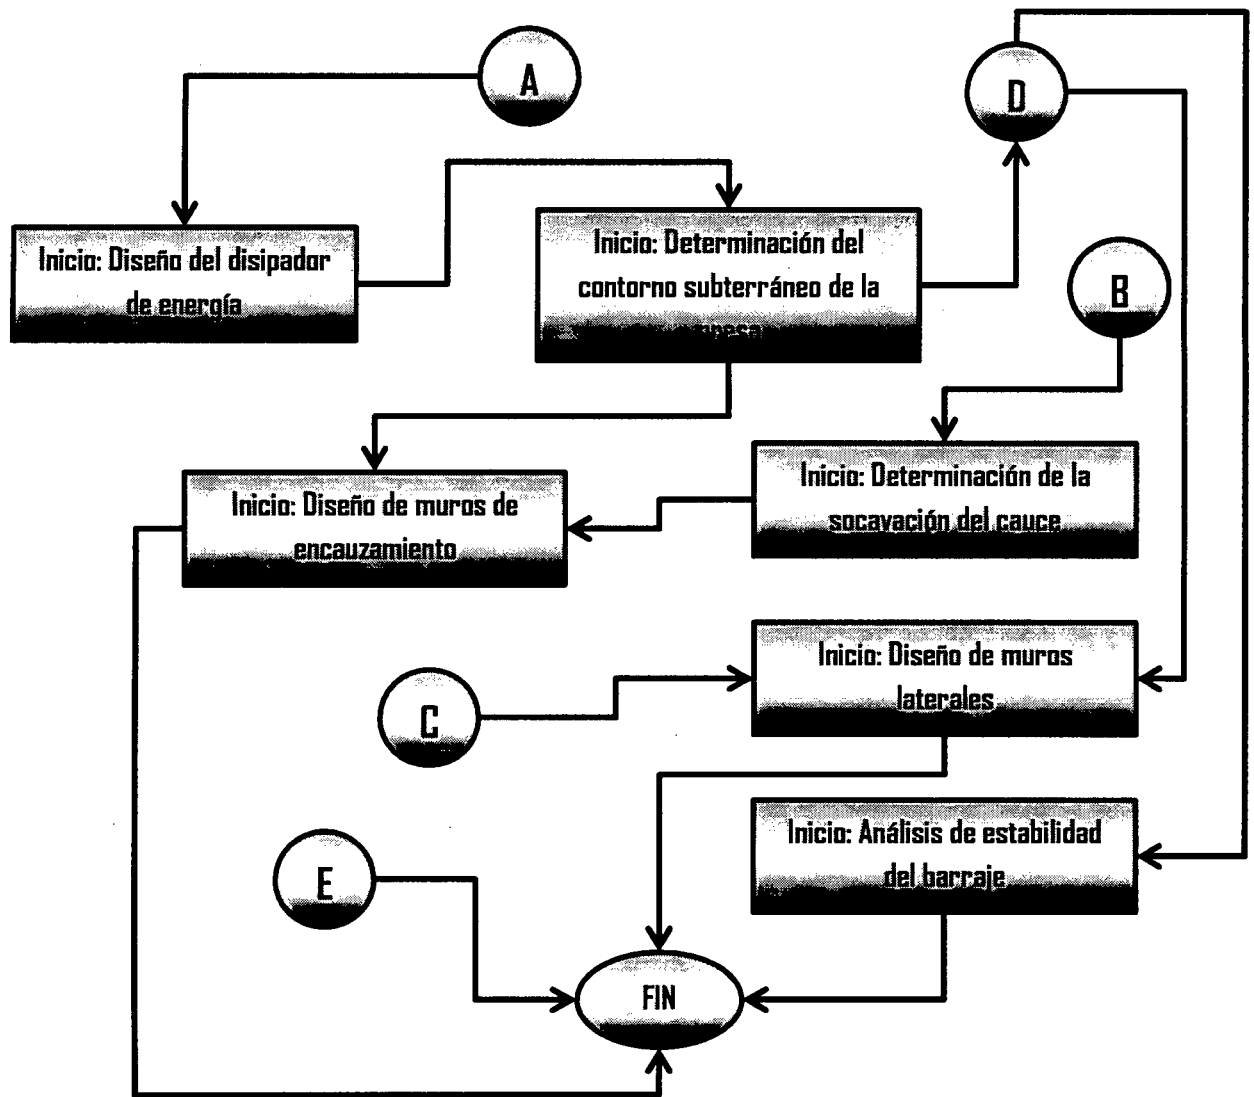 A
D
Inicio: Diseño del disipador
de energía
Inicio: Determinación del
contorno subterráneo de la
B
Inicio: Diseño de muros de
encauzamiento
Inicio: Determinación de la
socavación del cauce
Inicio: Diseño de muros
laterales
C
Inicio: Análisis de estabilidad
del barraje
E
FIN